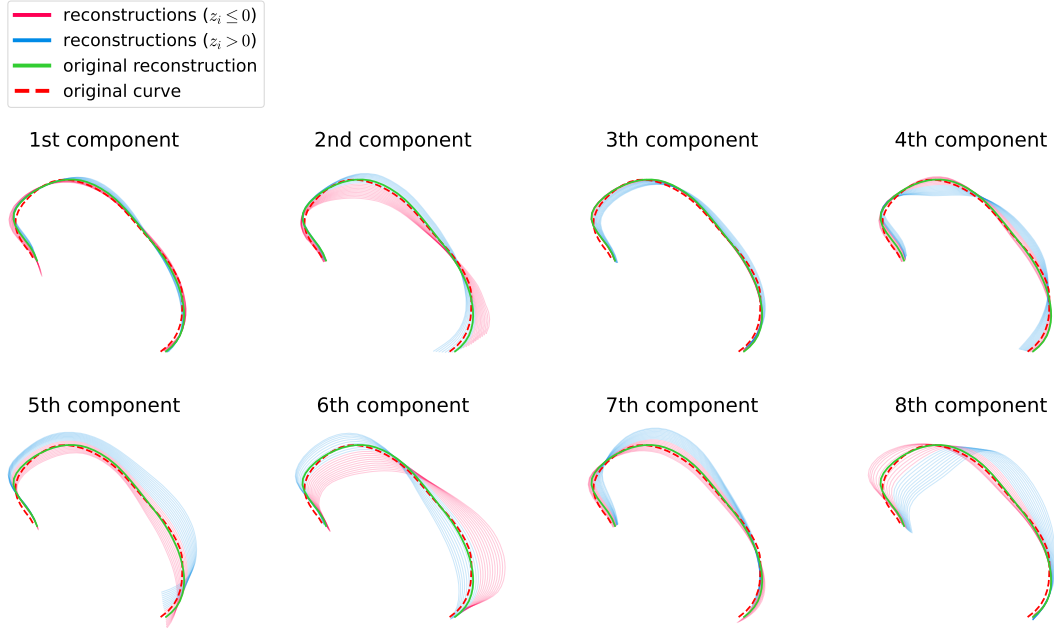 reconstructions (z_i ≤ 0)
reconstructions (z_i > 0)
original reconstruction
original curve
1st component
2nd component
3th component
4th component
5th component
6th component
7th component
8th component